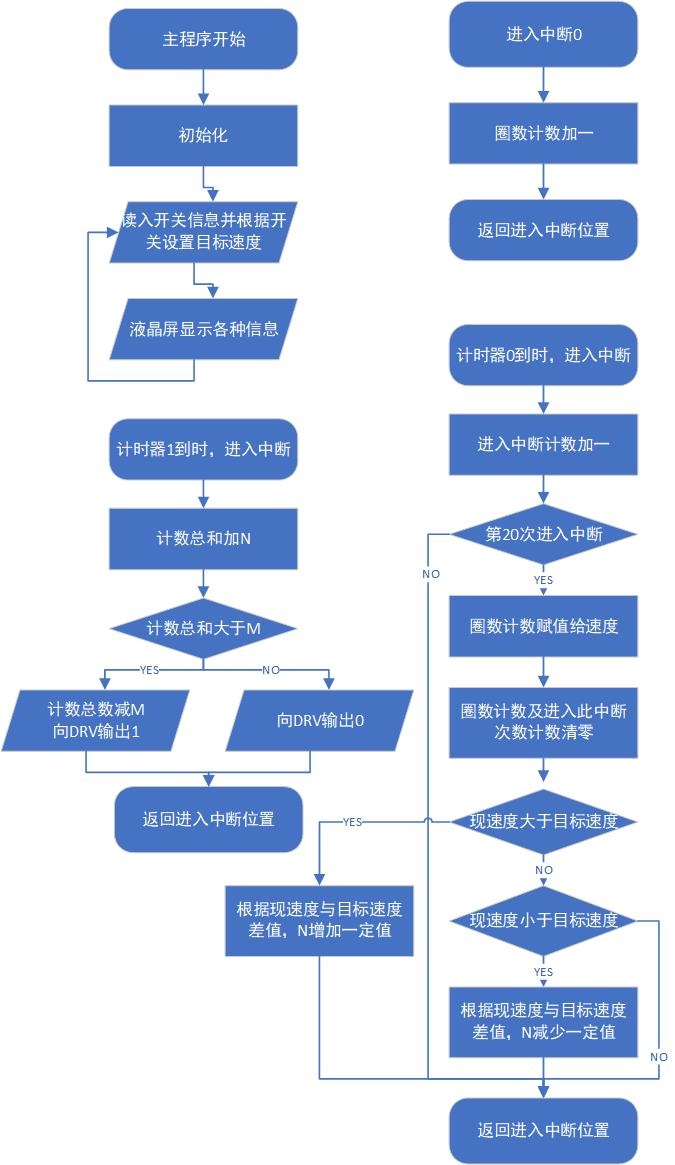 主程序开始
初始化
读入开关信息并根据开
关设置目标速度
液晶屏显示各种信息
进入中断0
圈数计数加一
返回进入中断位置
计时器1到时，进入中断
计数总和加N
计数总和大于M
YES
NO
计数总数减M
向DRV输出1
向DRV输出0
返回进入中断位置
计时器0到时，进入中断
进入中断计数加一
第20次进入中断
NO
YES
圈数计数赋值给速度
圈数计数及进入此中断
次数计数清零
现速度大于目标速度
YES
NO
根据现速度与目标速度
差值，N增加一定值
现速度小于目标速度
YES
NO
根据现速度与目标速度
差值，N减少一定值
返回进入中断位置